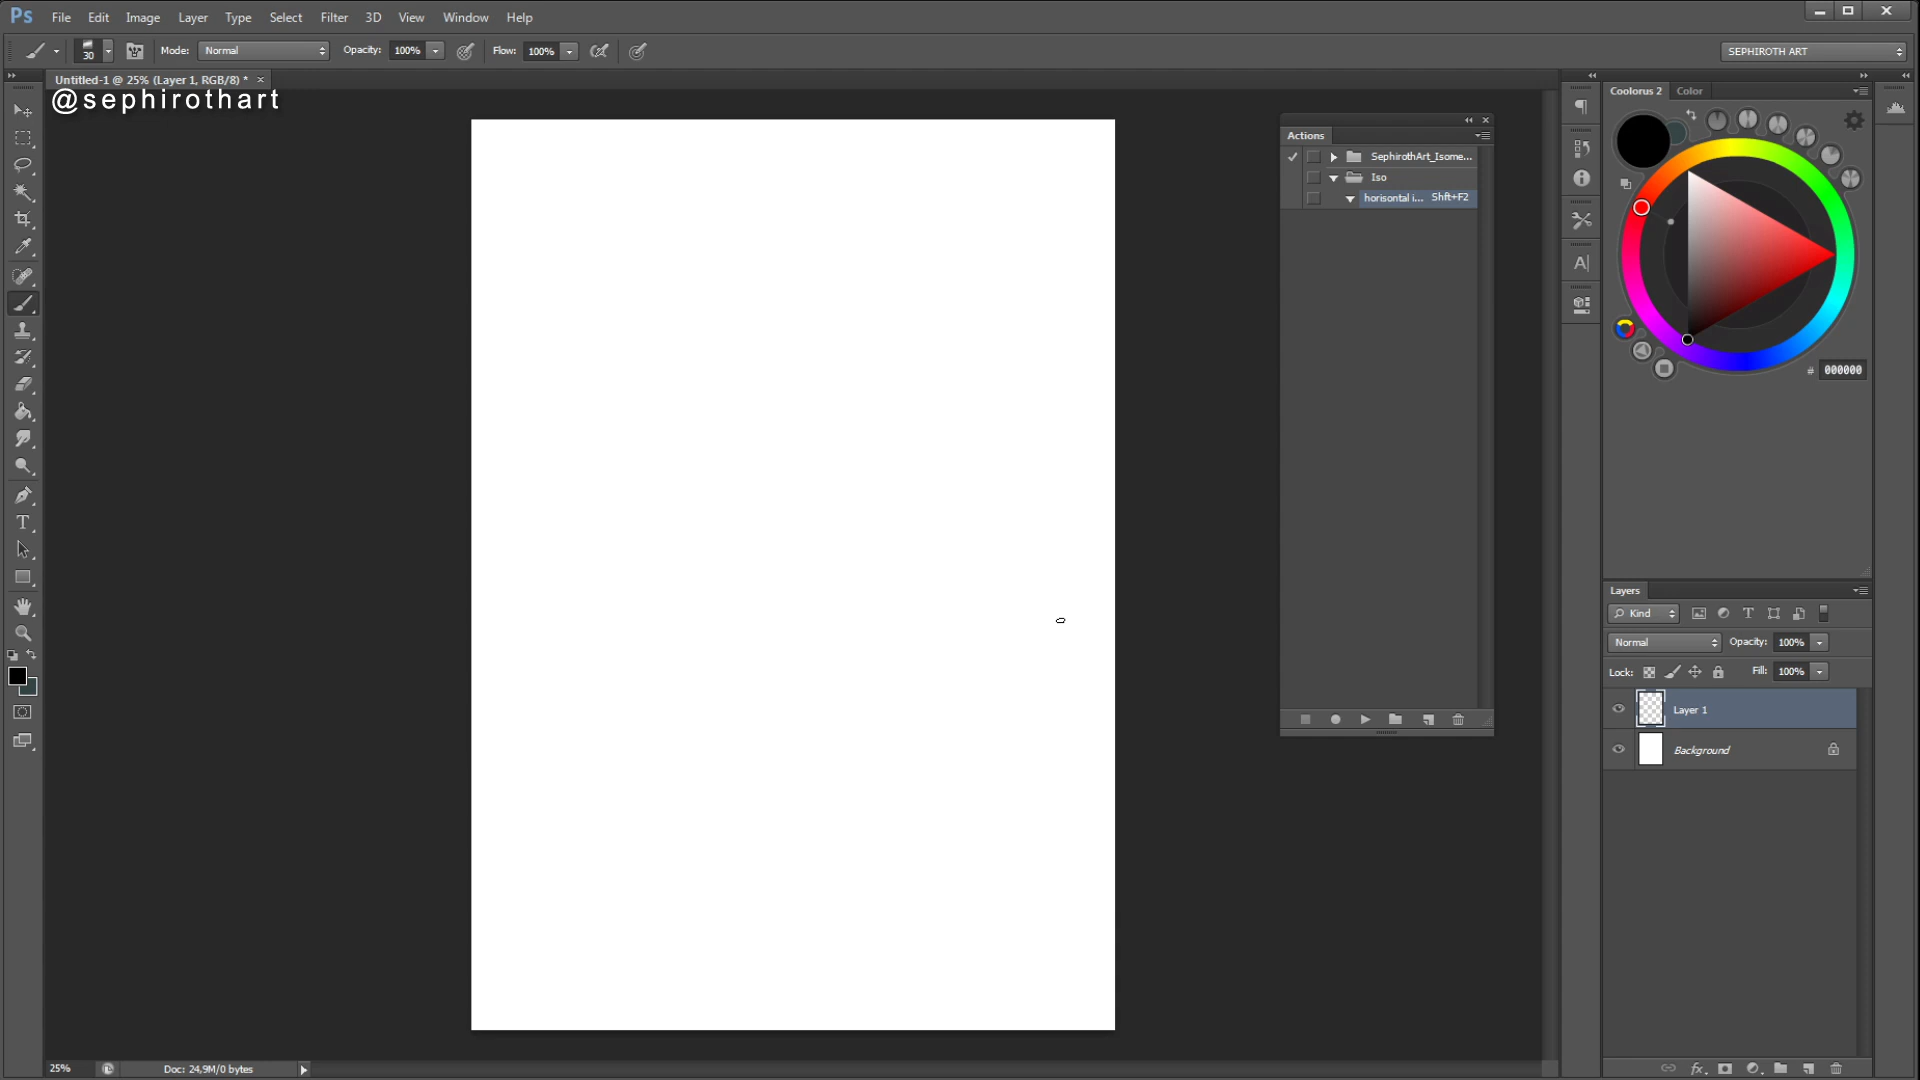 Ps File Edit Image Layer Type Select Filter 3D View Window Help
30 Mode: Normal Opacity: 100% Flow: 100% SEPHIROTH ART
Untitled-1 @ 25% (Layer 1, RGB/8) * ×
@sephirothart
Coolorus 2 Color
Actions
SephirothArt_Isome...
Iso
horisontal i... Shft+F2
# 000000
Layers
Kind
Normal Opacity: 100%
Lock: Fill: 100%
Layer 1
Background
25% Doc: 24,9M/0 bytes